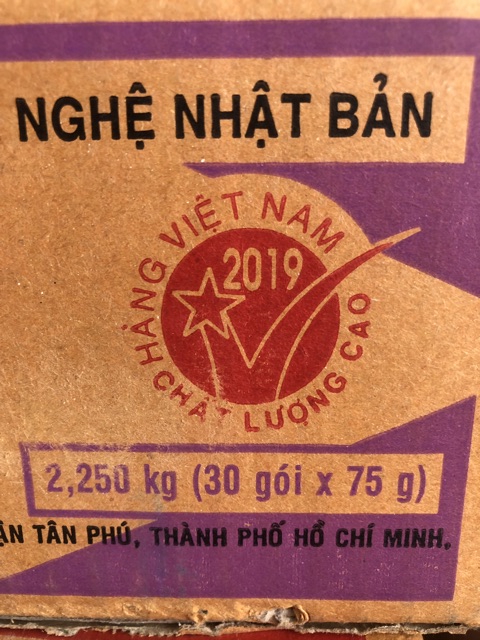 NGHỆ NHẬT BẢN
HÀNG VIỆT NAM
2019
CHẤT LƯỢNG CAO
2,250 kg (30 gói x 75 g)
ẬN TÂN PHÚ, THÀNH PHỐ HỒ CHÍ MINH.